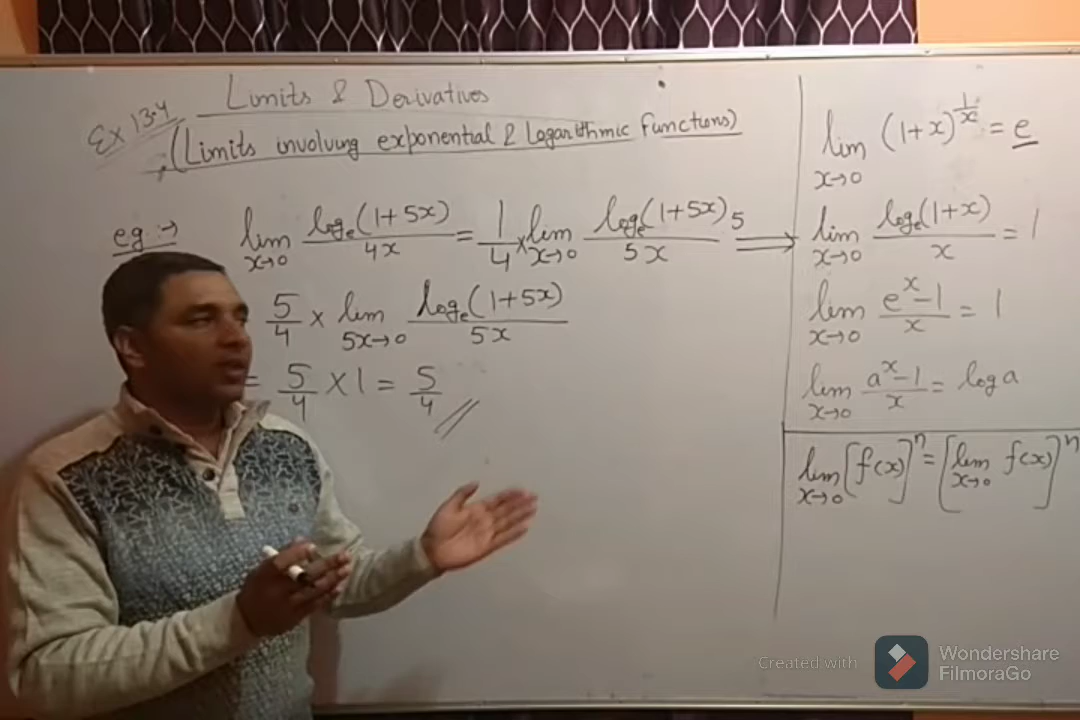 Ex 13.4
Limits & Derivatives
(Limits involving exponential & Logarithmic Functions)
eg:→ lim x→0 logₑ(1+5x)/4x = 1/4 × lim x→0 logₑ(1+5x)/5x 5
5/4 × lim 5x→0 logₑ(1+5x)/5x
= 5/4 × 1 = 5/4 //
lim x→0 (1+x)^(1/x) = e
⇒ lim x→0 logₑ(1+x)/x = 1
lim x→0 (eˣ-1)/x = 1
lim x→0 (aˣ-1)/x = log a
lim x→0 [f(x)]ⁿ = [lim x→0 f(x)]ⁿ
Created with
Wondershare
FilmoraGo